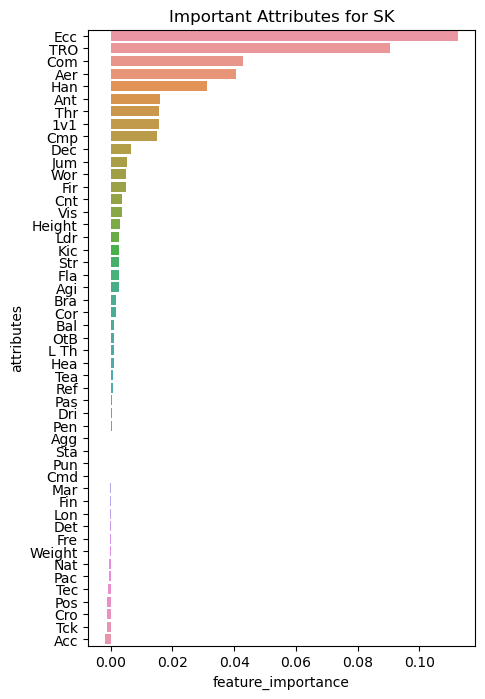 Important Attributes for SK
Ecc
TRO
Com
Aer
Han
Ant
Thr
1v1
Cmp
Dec
Jum
Wor
Fir
Cnt
Vis
Height
Ldr
Kic
Str
Fla
Agi
Bra
Cor
Bal
OtB
L Th
Hea
Tea
Ref
Pas
Dri
Pen
Agg
Sta
Pun
Cmd
Mar
Fin
Lon
Det
Fre
Weight
Nat
Pac
Tec
Pos
Cro
Tck
Acc
attributes
0.00 0.02 0.04 0.06 0.08 0.10
feature_importance